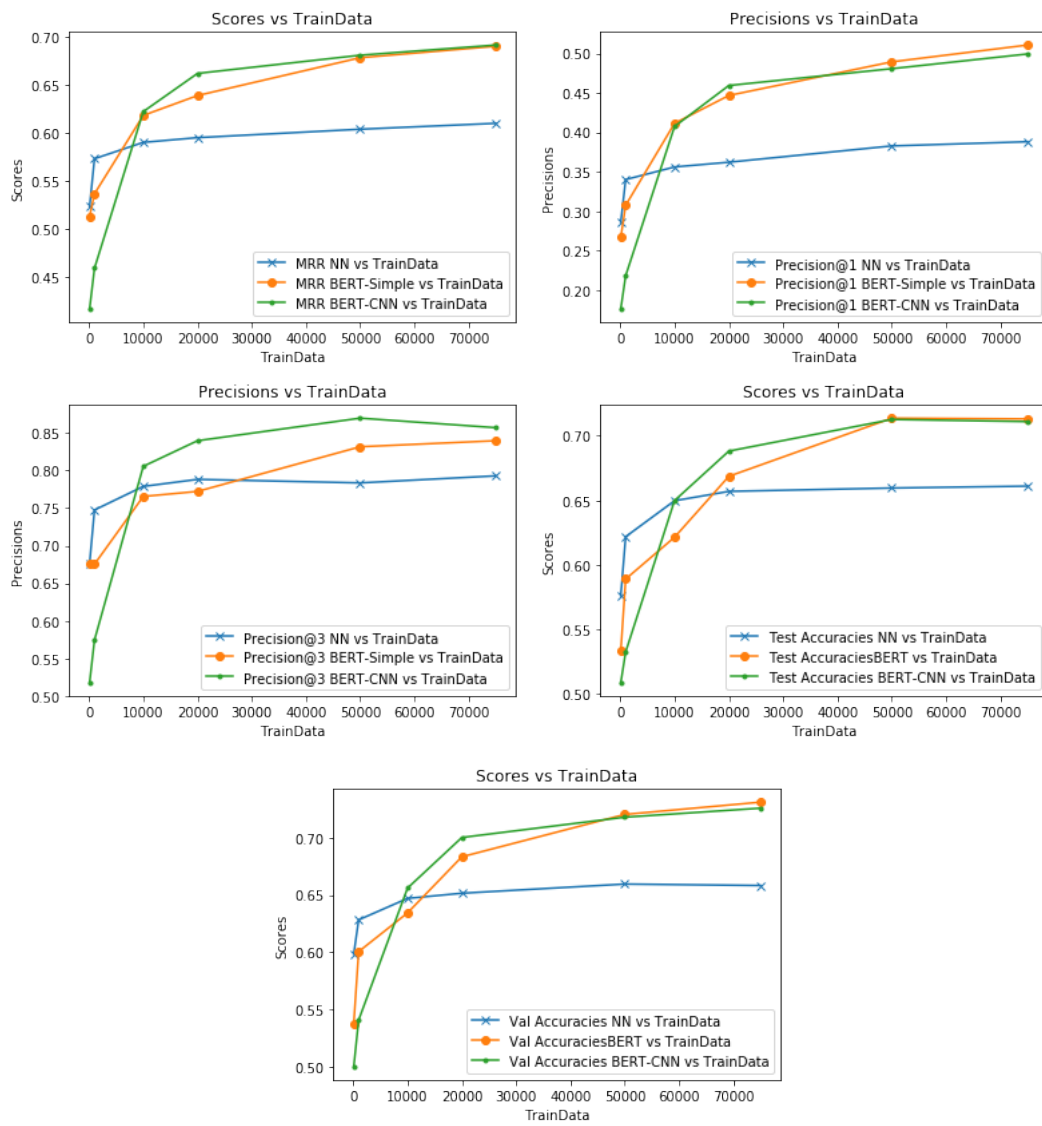 Scores vs TrainData
0.70
0.65
0.60
0.55
0.50
0.45
Scores
MRR NN vs TrainData
MRR BERT-Simple vs TrainData
MRR BERT-CNN vs TrainData
0 10000 20000 30000 40000 50000 60000 70000
TrainData
Precisions vs TrainData
0.50
0.45
0.40
0.35
0.30
0.25
0.20
Precisions
Precision@1 NN vs TrainData
Precision@1 BERT-Simple vs TrainData
Precision@1 BERT-CNN vs TrainData
0 10000 20000 30000 40000 50000 60000 70000
TrainData
Precisions vs TrainData
0.85
0.80
0.75
0.70
0.65
0.60
0.55
0.50
Precisions
Precision@3 NN vs TrainData
Precision@3 BERT-Simple vs TrainData
Precision@3 BERT-CNN vs TrainData
0 10000 20000 30000 40000 50000 60000 70000
TrainData
Scores vs TrainData
0.70
0.65
0.60
0.55
0.50
Scores
Test Accuracies NN vs TrainData
Test AccuraciesBERT vs TrainData
Test Accuracies BERT-CNN vs TrainData
0 10000 20000 30000 40000 50000 60000 70000
TrainData
Scores vs TrainData
0.70
0.65
0.60
0.55
0.50
Scores
Val Accuracies NN vs TrainData
Val AccuraciesBERT vs TrainData
Val Accuracies BERT-CNN vs TrainData
0 10000 20000 30000 40000 50000 60000 70000
TrainData